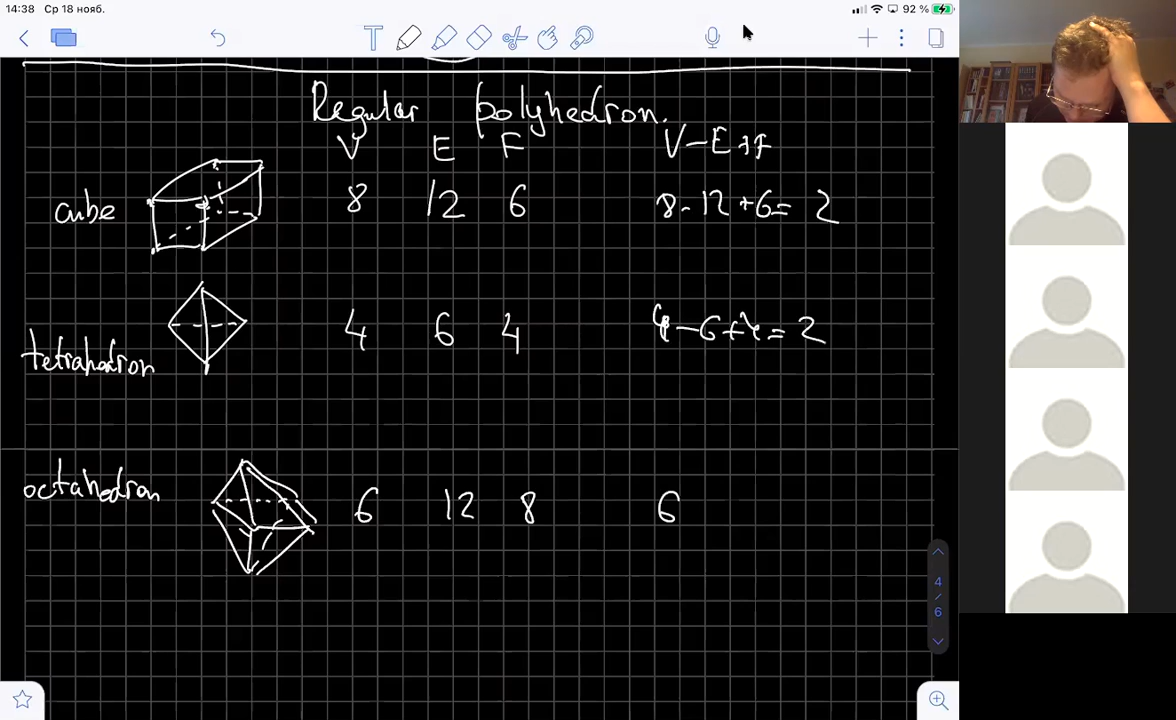 14:38 Ср 18 нояб. 92 %
Regular polyhedron.
V E F V-E+F
cube 8 12 6 8-12+6=2
tetrahedron 4 6 4 4-6+4=2
octahedron 6 12 8 6
4
/
6